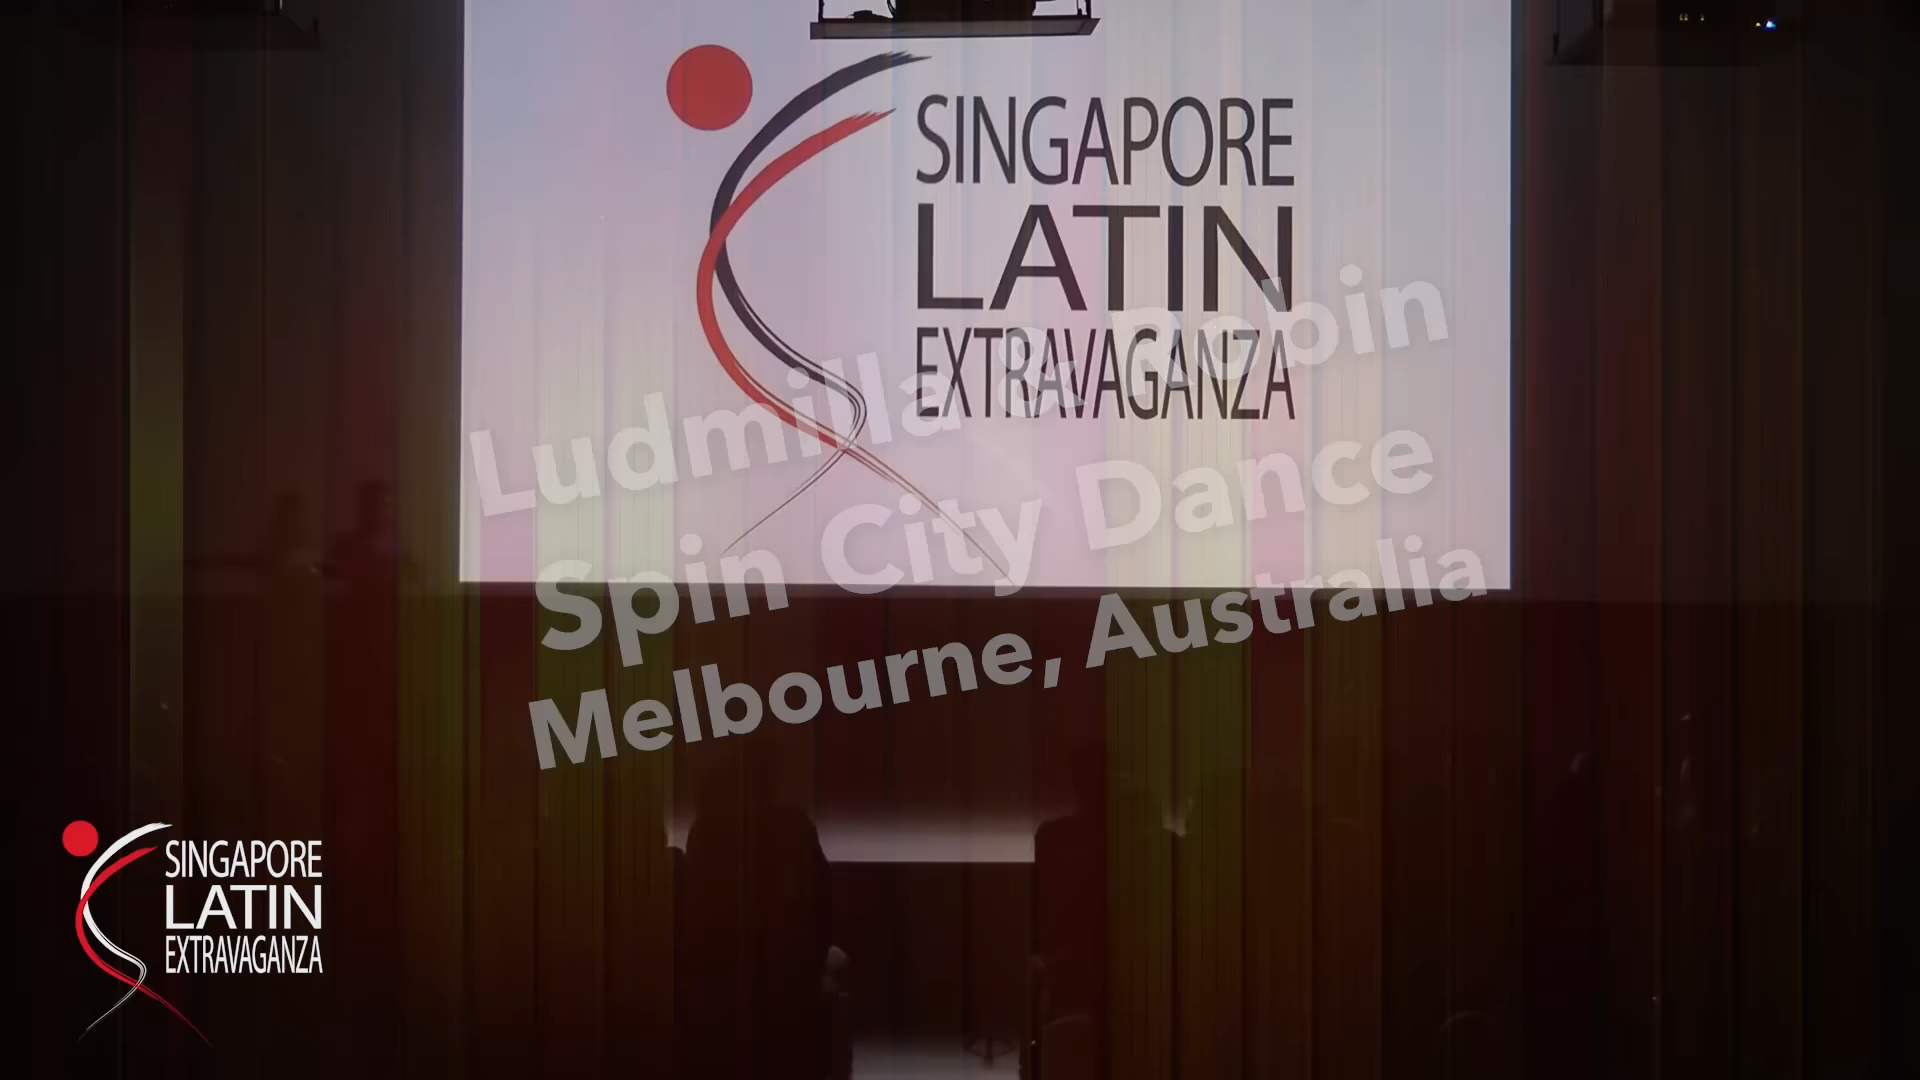 SINGAPORE
LATIN
EXTRAVAGANZA
Ludmilla & Robin
Spin City Dance
Melbourne, Australia
SINGAPORE
LATIN
EXTRAVAGANZA